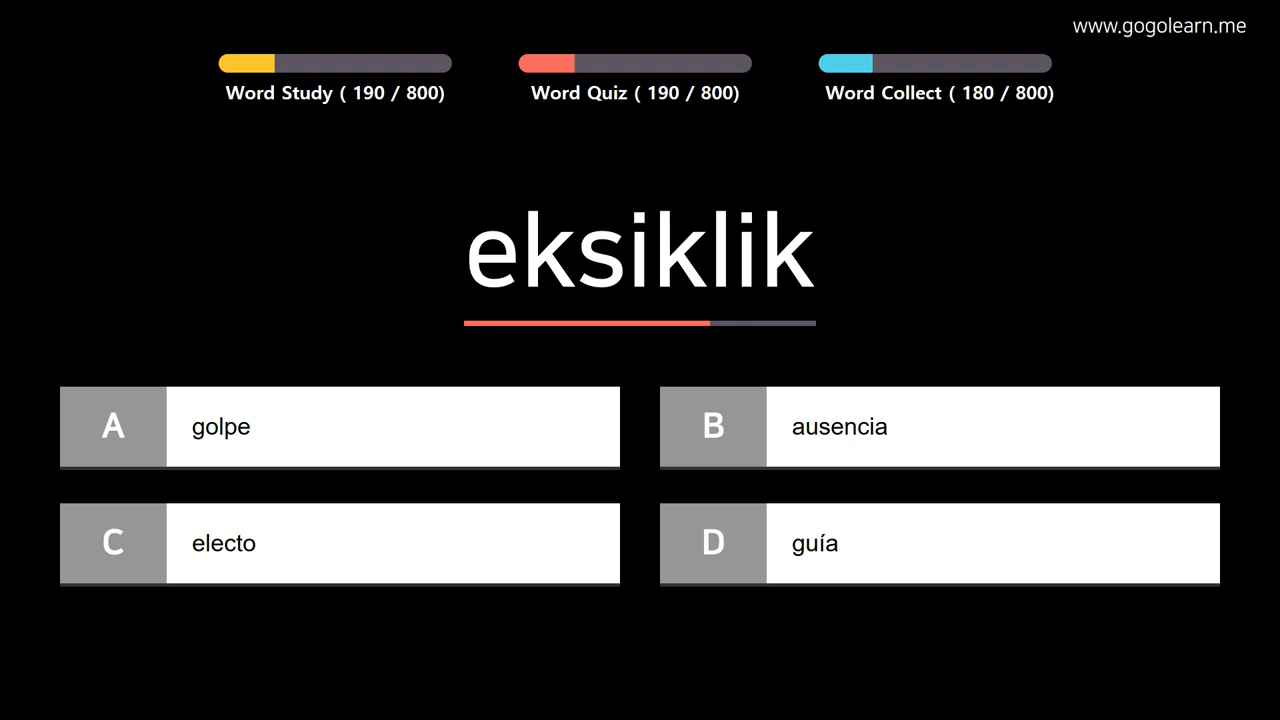 www.gogolearn.me
Word Study ( 190 / 800)
Word Quiz ( 190 / 800)
Word Collect ( 180 / 800)
eksiklik
A golpe
B ausencia
C electo
D guía